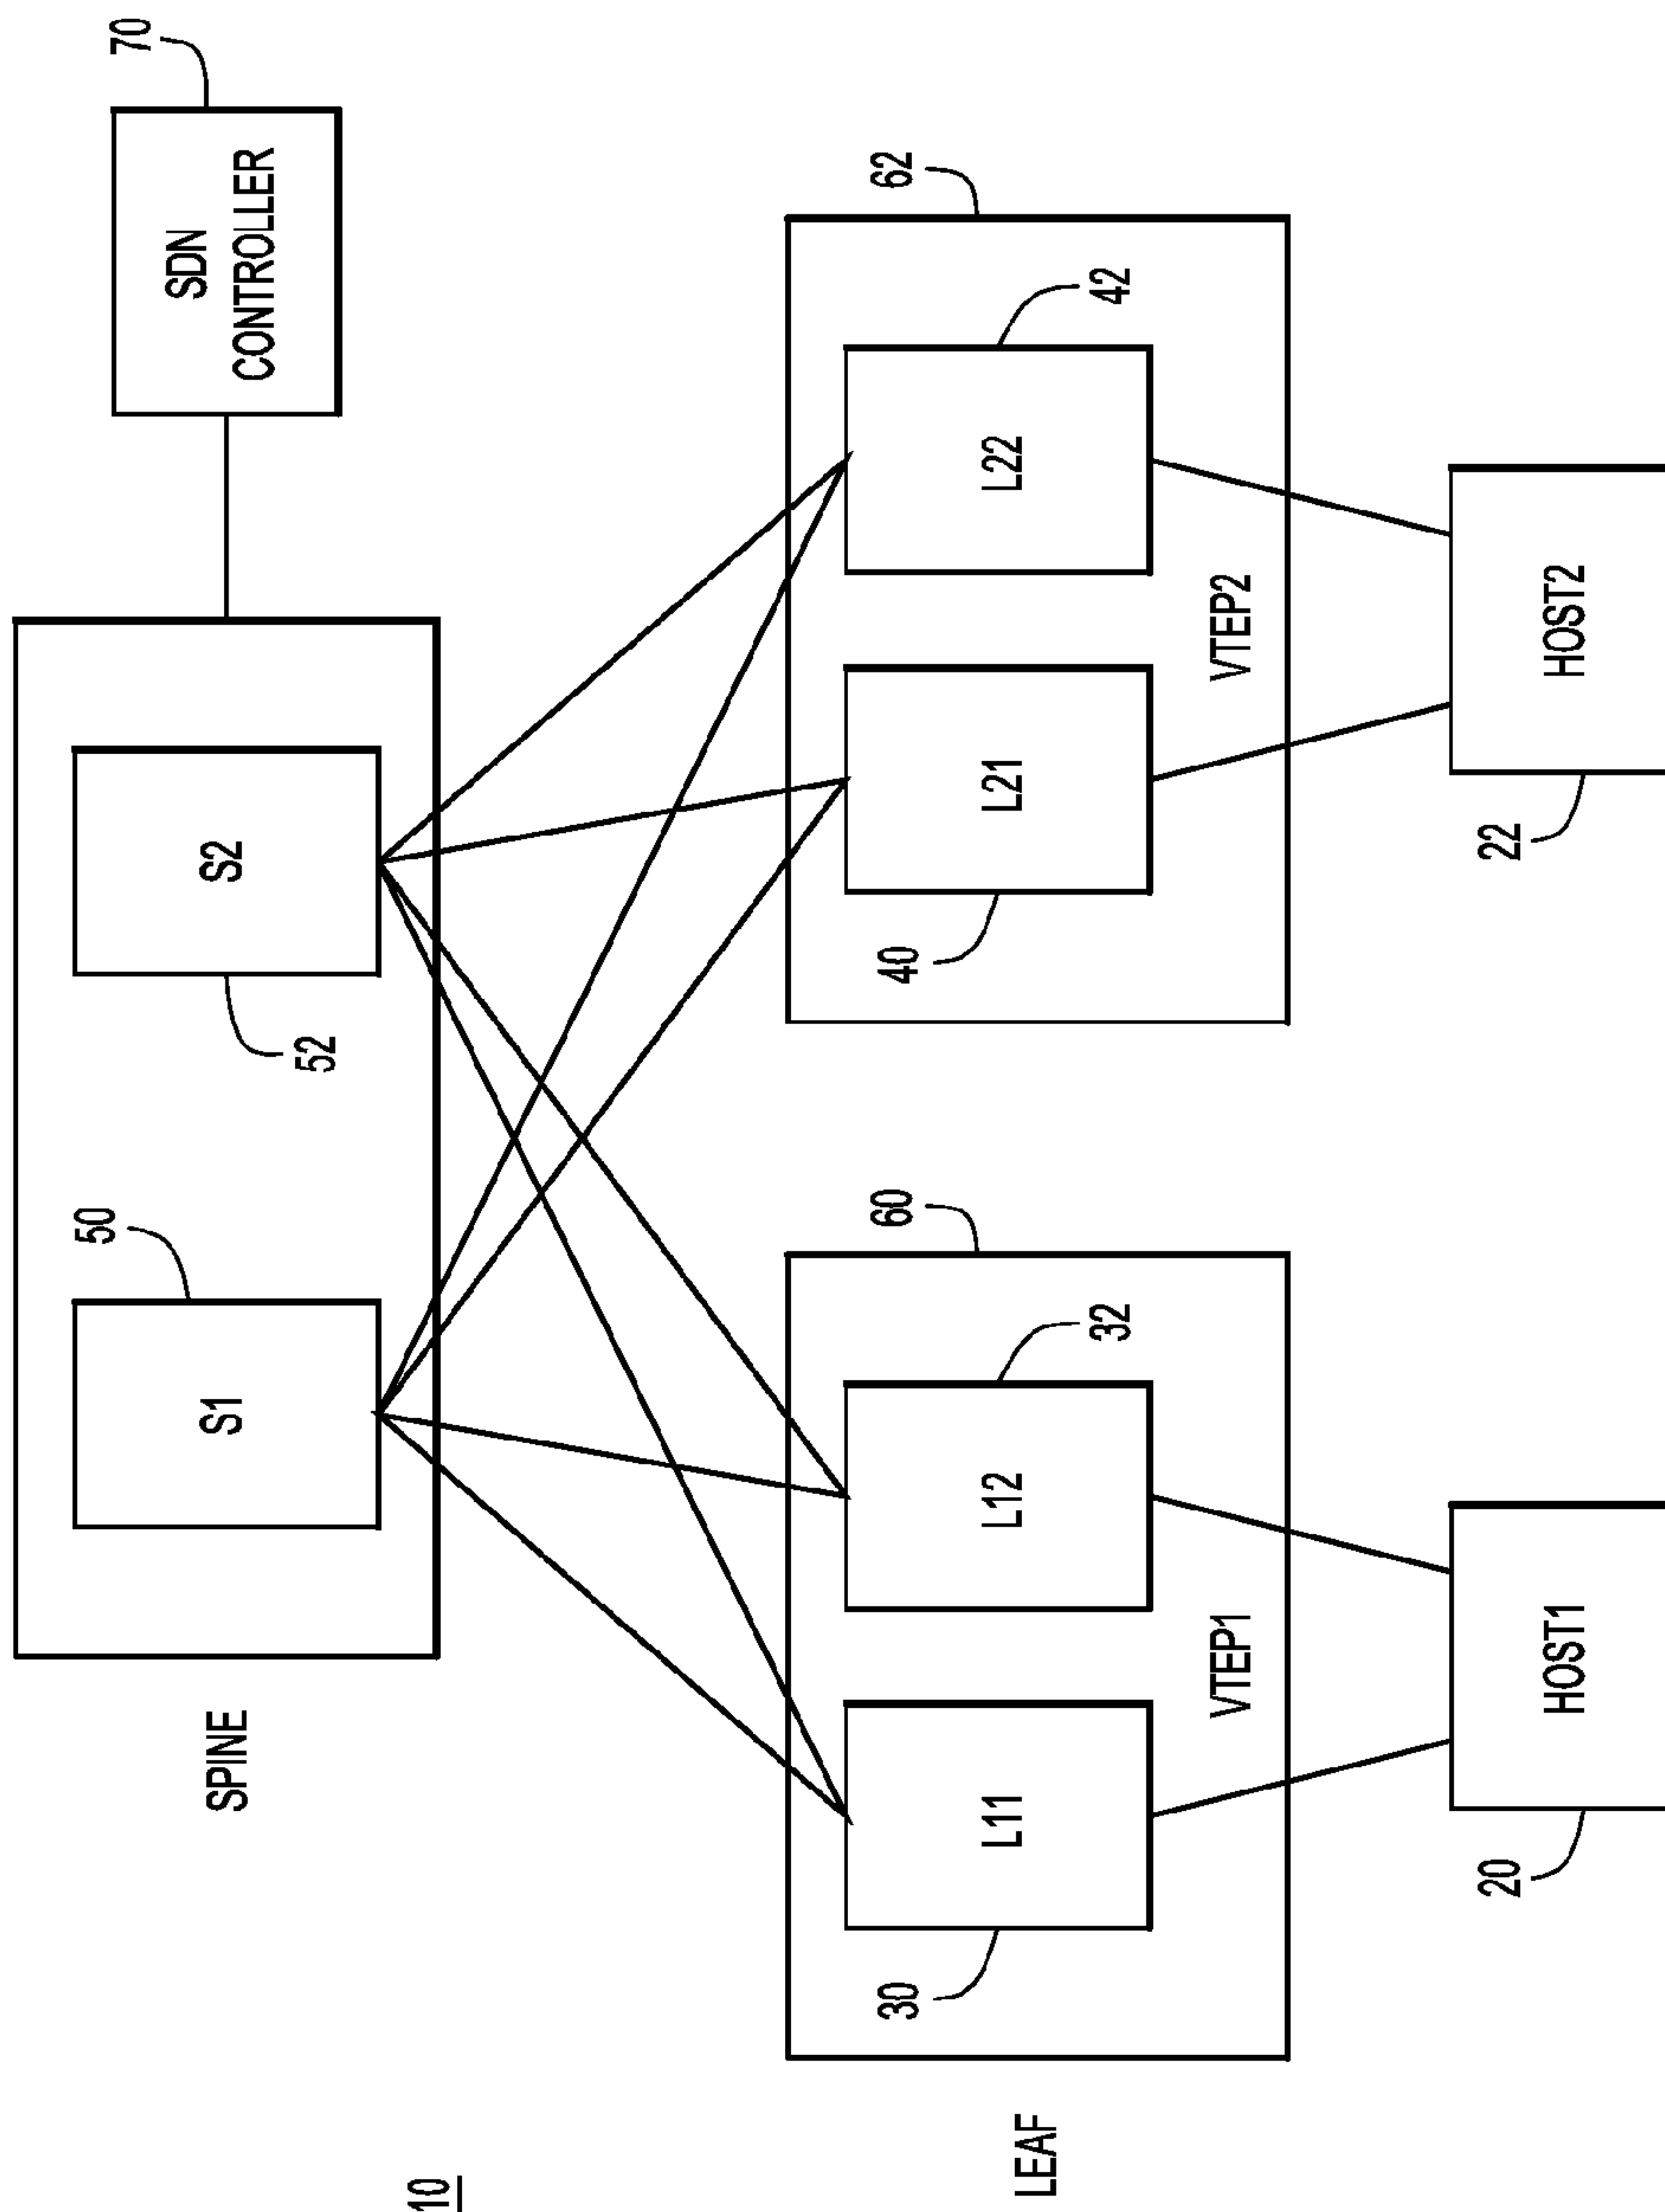 10
SPINE
50
S1
52
S2
SDN
CONTROLLER
70
LEAF
60
30
L11
L12
32
VTEP1
62
40
L21
L22
42
VTEP2
20
HOST1
22
HOST2